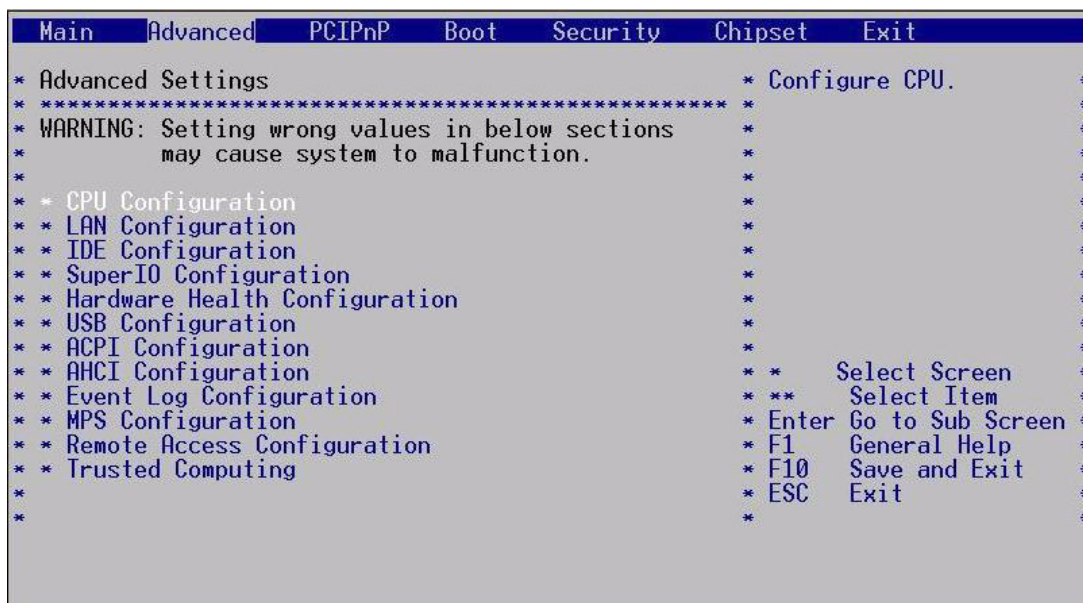 Main Advanced PCIPnP Boot Security Chipset Exit
* Advanced Settings * Configure CPU. *
* *************************************************** * *
* WARNING: Setting wrong values in below sections * *
* may cause system to malfunction. * *
* * *
* * CPU Configuration * *
* * LAN Configuration * *
* * IDE Configuration * *
* * SuperIO Configuration * *
* * Hardware Health Configuration * *
* * USB Configuration * *
* * ACPI Configuration * *
* * AHCI Configuration * * Select Screen *
* * Event Log Configuration * ** Select Item *
* * MPS Configuration * Enter Go to Sub Screen *
* * Remote Access Configuration * F1 General Help *
* * Trusted Computing * F10 Save and Exit *
* * ESC Exit *
* * *